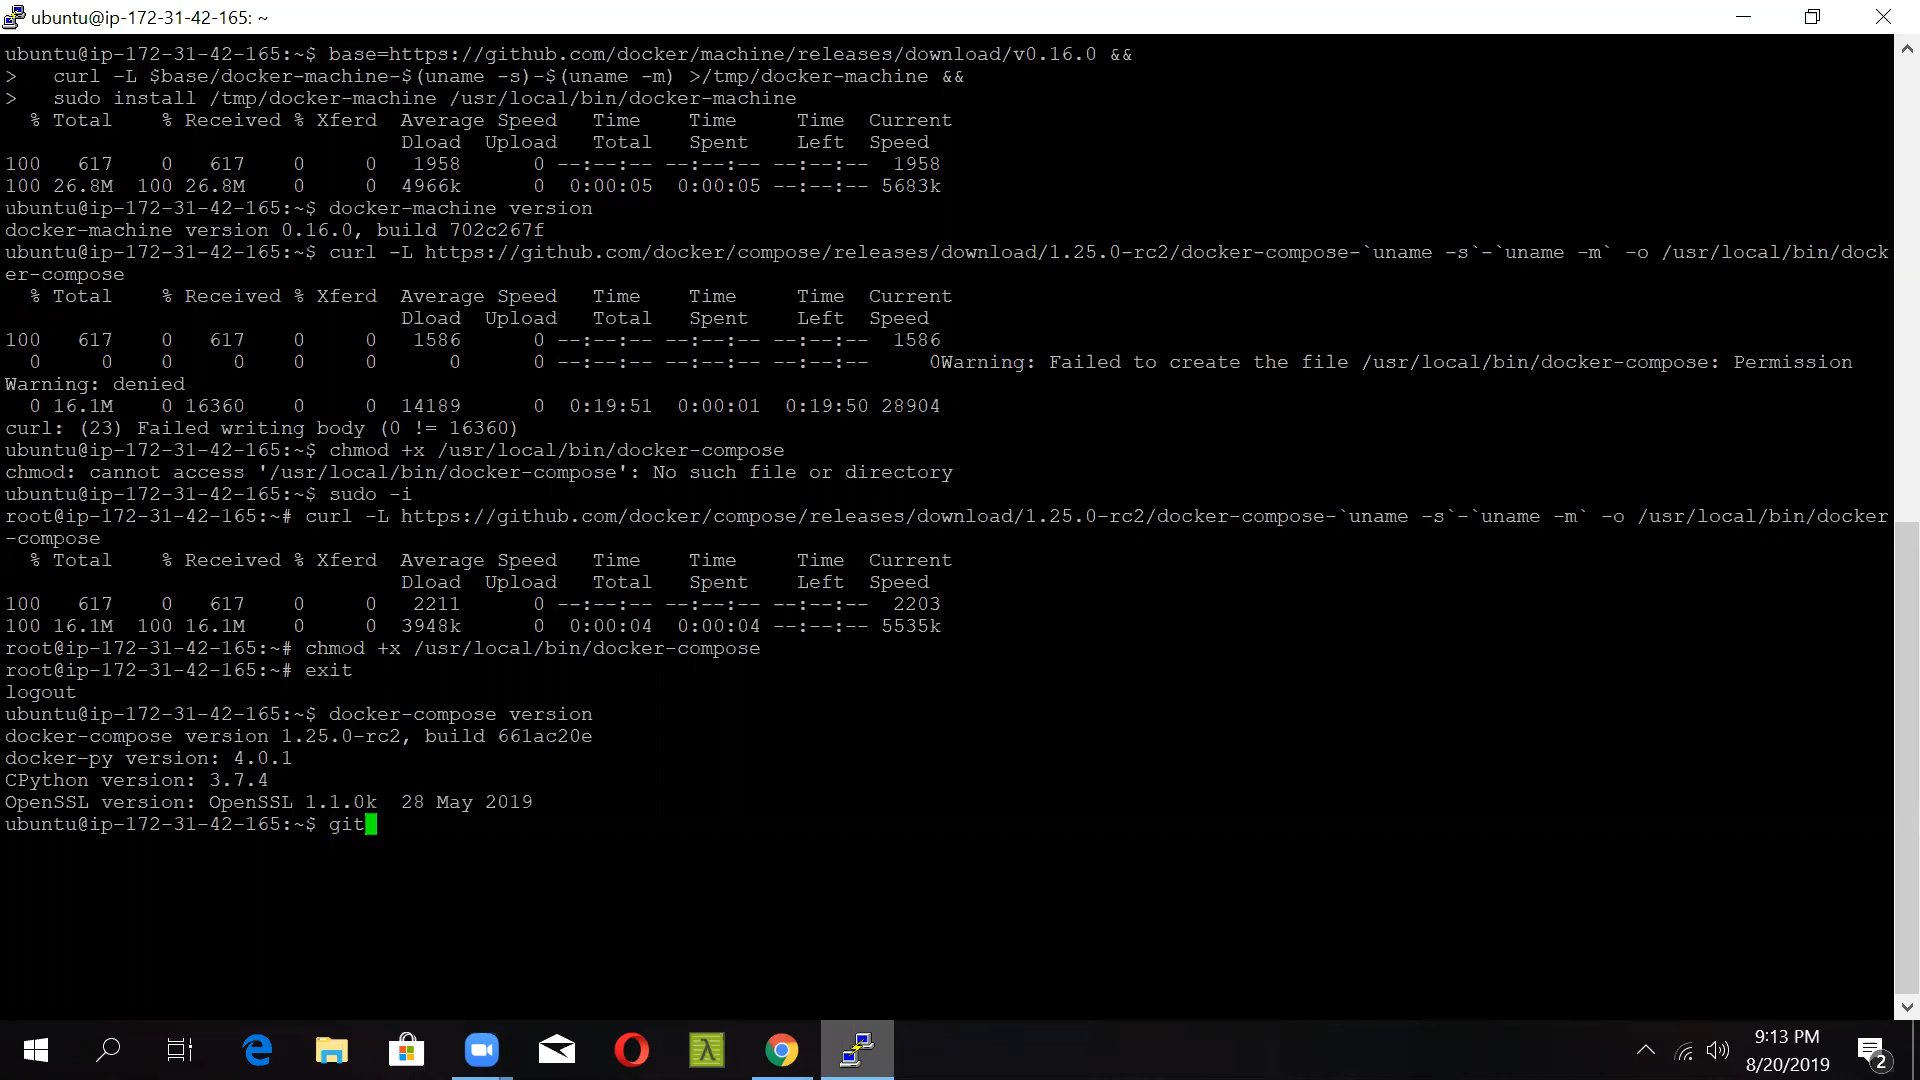 ubuntu@ip-172-31-42-165: ~
ubuntu@ip-172-31-42-165:~$ base=https://github.com/docker/machine/releases/download/v0.16.0 &&
>   curl -L $base/docker-machine-$(uname -s)-$(uname -m) >/tmp/docker-machine &&
>   sudo install /tmp/docker-machine /usr/local/bin/docker-machine
  % Total    % Received % Xferd  Average Speed   Time    Time     Time  Current
                                 Dload  Upload   Total   Spent    Left  Speed
100   617    0   617    0     0   1958      0 --:--:-- --:--:-- --:--:--  1958
100 26.8M  100 26.8M    0     0  4966k      0  0:00:05  0:00:05 --:--:-- 5683k
ubuntu@ip-172-31-42-165:~$ docker-machine version
docker-machine version 0.16.0, build 702c267f
ubuntu@ip-172-31-42-165:~$ curl -L https://github.com/docker/compose/releases/download/1.25.0-rc2/docker-compose-`uname -s`-`uname -m` -o /usr/local/bin/dock
er-compose
  % Total    % Received % Xferd  Average Speed   Time    Time     Time  Current
                                 Dload  Upload   Total   Spent    Left  Speed
100   617    0   617    0     0   1586      0 --:--:-- --:--:-- --:--:--  1586
  0     0    0     0    0     0      0      0 --:--:-- --:--:-- --:--:--     0Warning: Failed to create the file /usr/local/bin/docker-compose: Permission
Warning: denied
  0 16.1M    0 16360    0     0  14189      0  0:19:51  0:00:01  0:19:50 28904
curl: (23) Failed writing body (0 != 16360)
ubuntu@ip-172-31-42-165:~$ chmod +x /usr/local/bin/docker-compose
chmod: cannot access '/usr/local/bin/docker-compose': No such file or directory
ubuntu@ip-172-31-42-165:~$ sudo -i
root@ip-172-31-42-165:~# curl -L https://github.com/docker/compose/releases/download/1.25.0-rc2/docker-compose-`uname -s`-`uname -m` -o /usr/local/bin/docker
-compose
  % Total    % Received % Xferd  Average Speed   Time    Time     Time  Current
                                 Dload  Upload   Total   Spent    Left  Speed
100   617    0   617    0     0   2211      0 --:--:-- --:--:-- --:--:--  2203
100 16.1M  100 16.1M    0     0  3948k      0  0:00:04  0:00:04 --:--:-- 5535k
root@ip-172-31-42-165:~# chmod +x /usr/local/bin/docker-compose
root@ip-172-31-42-165:~# exit
logout
ubuntu@ip-172-31-42-165:~$ docker-compose version
docker-compose version 1.25.0-rc2, build 661ac20e
docker-py version: 4.0.1
CPython version: 3.7.4
OpenSSL version: OpenSSL 1.1.0k  28 May 2019
ubuntu@ip-172-31-42-165:~$ git
9:13 PM
8/20/2019
2